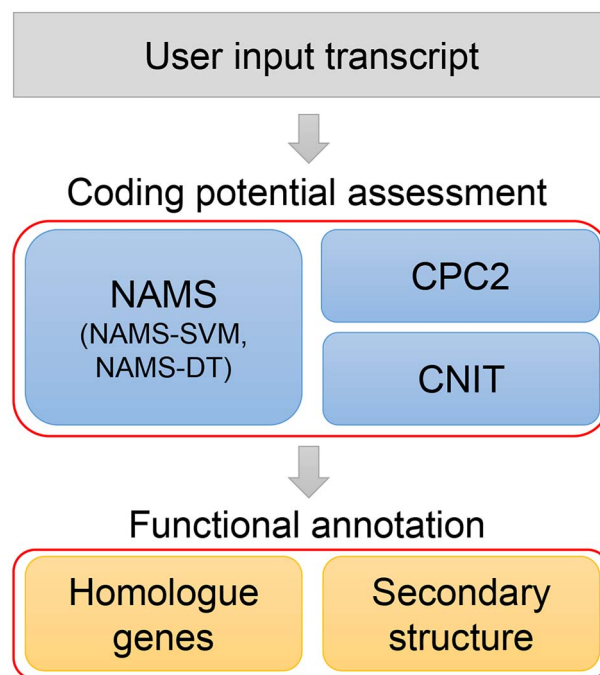 User input transcript
Coding potential assessment
NAMS
(NAMS-SVM,
NAMS-DT)
CPC2
CNIT
Functional annotation
Homologue
genes
Secondary
structure